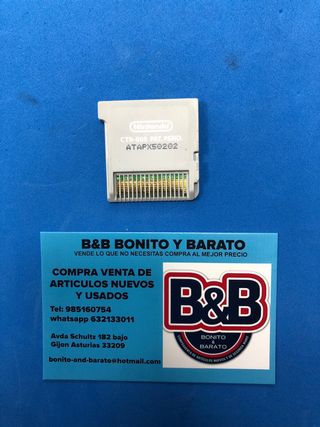 Nintendo
CTR-005 PAT. PEND.
ATAPX50202
B&B BONITO Y BARATO
VENDE LO QUE NO NECESITAS COMPRA AL MEJOR PRECIO
COMPRA VENTA DE
ARTICULOS NUEVOS
Y USADOS
Tel: 985160754
whatsapp 632133011
Avda Schultz 182 bajo
Gijon Asturias 33209
bonito-and-barato@hotmail.com
B&B
BONITO
&
BARATO